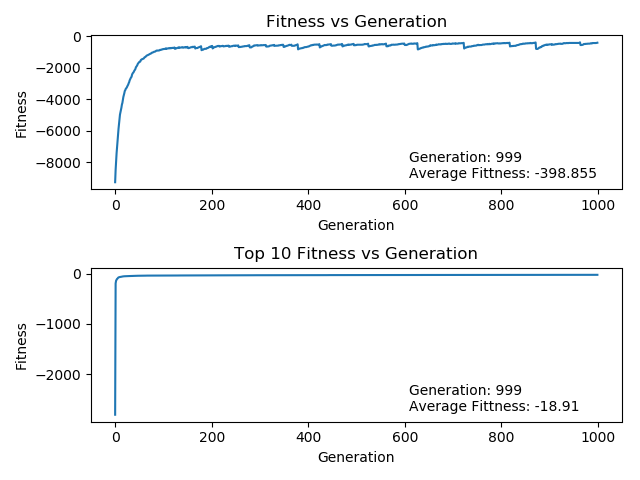 Fitness vs Generation
0
−2000
−4000
−6000
−8000
Fitness
Generation: 999
Average Fittness: -398.855
0 200 400 600 800 1000
Generation
Top 10 Fitness vs Generation
0
−1000
−2000
Fitness
Generation: 999
Average Fittness: -18.91
0 200 400 600 800 1000
Generation